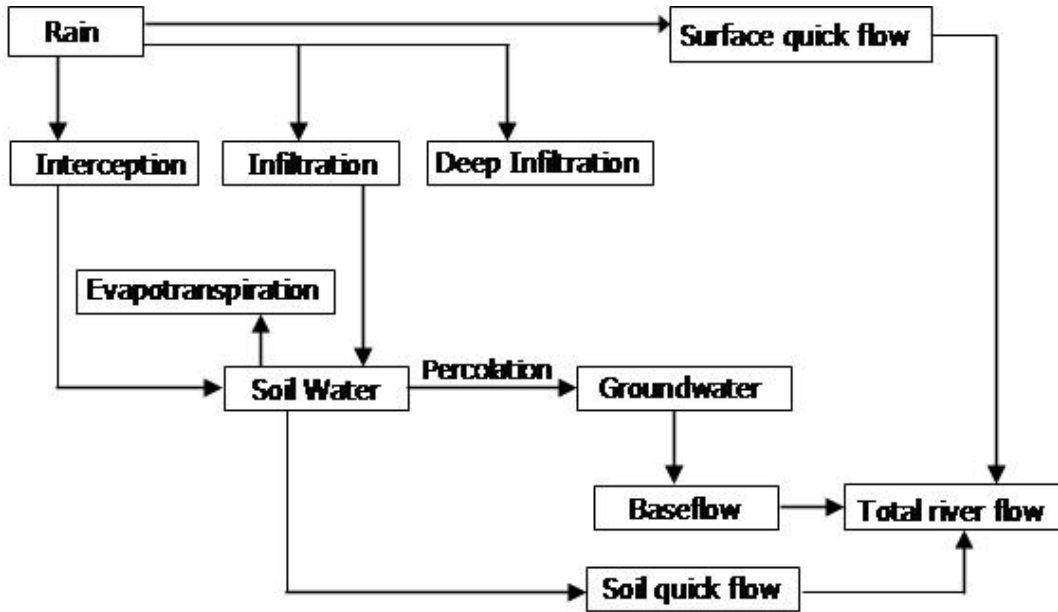 Rain
Surface quick flow
Interception
Infiltration
Deep Infiltration
Evapotranspiration
Soil Water
Percolation
Groundwater
Baseflow
Total river flow
Soil quick flow